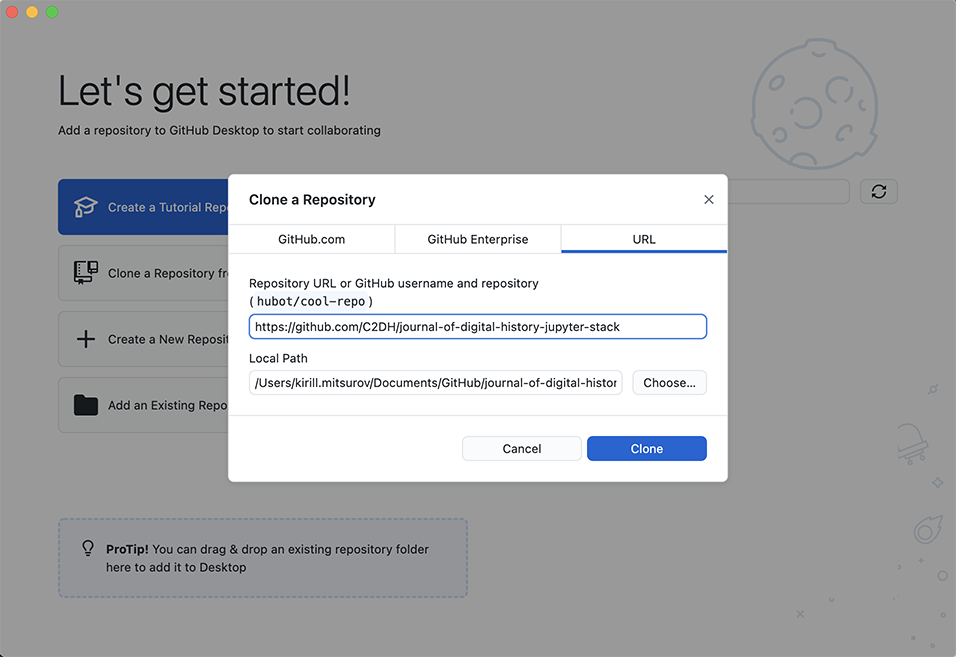 Let's get started!
Add a repository to GitHub Desktop to start collaborating
Create a Tutorial Repo
Clone a Repository
Create a New Reposit
Add an Existing Repo
Clone a Repository
GitHub.com
GitHub Enterprise
URL
Repository URL or GitHub username and repository
(hubot/cool-repo)
https://github.com/C2DH/journal-of-digital-history-jupyter-stack
Local Path
/Users/kirill.mitsurov/Documents/GitHub/journal-of-digital-histor
Choose...
Cancel
Clone
ProTip! You can drag & drop an existing repository folder
here to add it to Desktop